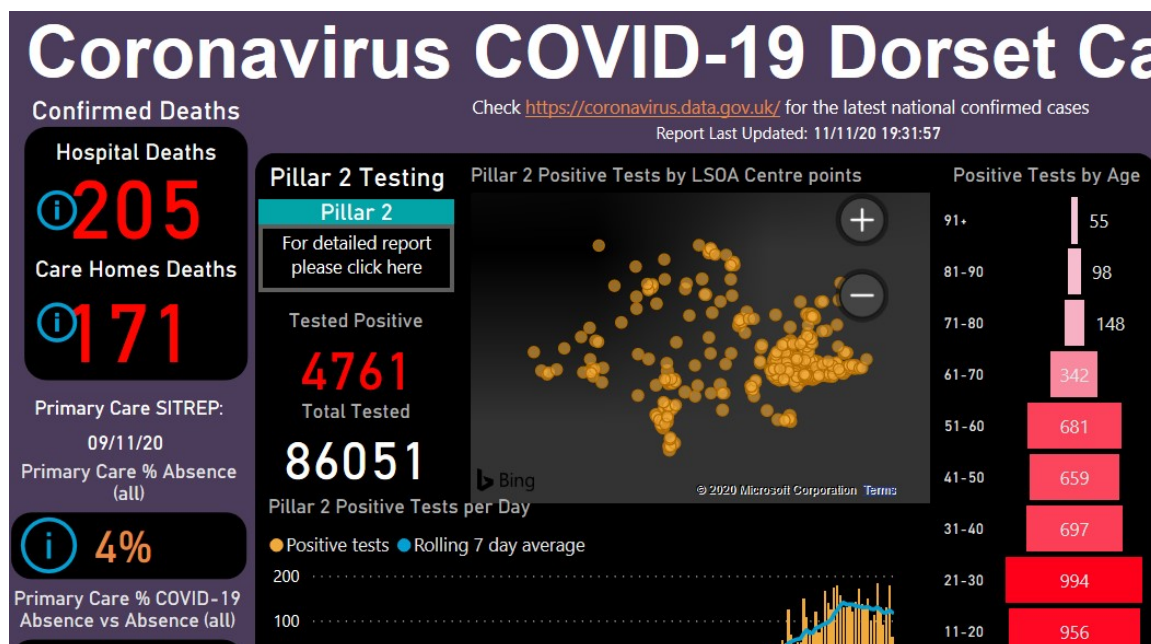 Coronavirus COVID-19 Dorset Ca
Confirmed Deaths
Check https://coronavirus.data.gov.uk/ for the latest national confirmed cases
Report Last Updated: 11/11/20 19:31:57
Hospital Deaths
i 205
Care Homes Deaths
i 171
Primary Care SITREP:
09/11/20
Primary Care % Absence
(all)
i 4%
Primary Care % COVID-19
Absence vs Absence (all)
Pillar 2 Testing
Pillar 2
For detailed report
please click here
Tested Positive
4761
Total Tested
86051
Pillar 2 Positive Tests by LSOA Centre points
+
−
Bing
© 2020 Microsoft Corporation Terms
Pillar 2 Positive Tests per Day
Positive tests Rolling 7 day average
200
100
Positive Tests by Age
91+ 55
81-90 98
71-80 148
61-70 342
51-60 681
41-50 659
31-40 697
21-30 994
11-20 956